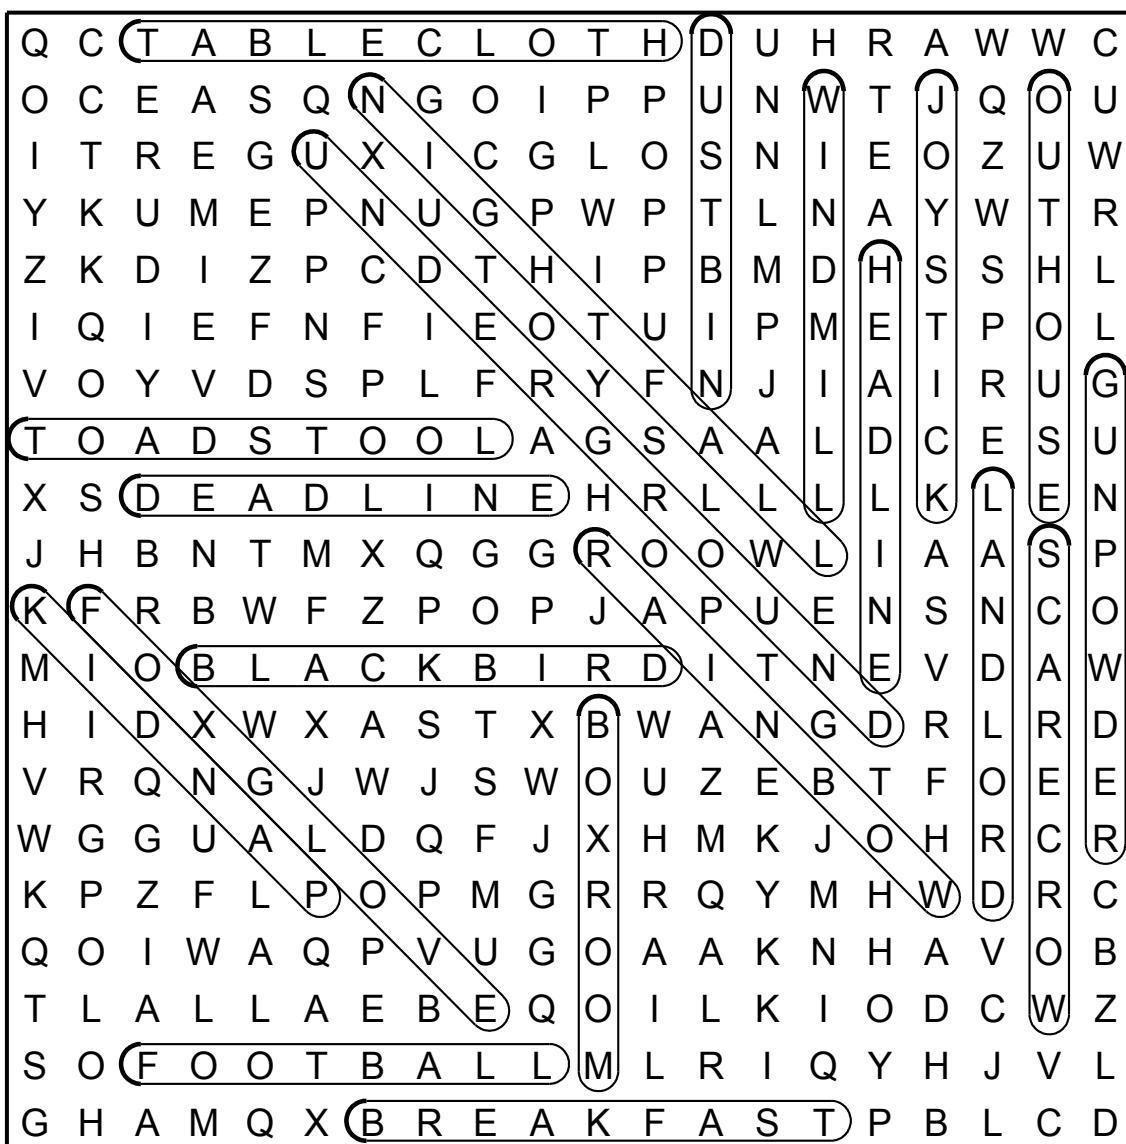 Q C T A B L E C L O T H D U H R A W W C
O C E A S Q N G O I P P U N W T J Q O U
I T R E G U X I C G L O S N I E O Z U W
Y K U M E P N U G P W P T L N A Y W T R
Z K D I Z P C D T H I P B M D H S S H L
I Q I E F N F I E O T U I P M E T P O L
V O Y V D S P L F R Y F N J I A I R U G
T O A D S T O O L A G S A A L D C E S U
X S D E A D L I N E H R L L L L K L E N
J H B N T M X Q G G R O O W L I A A S P
K F R B W F Z P O P J A P U E N S N C O
M I O B L A C K B I R D I T N E V D A W
H I D X W X A S T X B W A N G D R L R D
V R Q N G J W J S W O U Z E B T F O E E
W G G U A L D Q F J X H M K J O H R C R
K P Z F L P O P M G R R Q Y M H W D R C
Q O I W A Q P V U G O A A K N H A V O B
T L A L L A E B E Q O I L K I O D C W Z
S O F O O T B A L L M L R I Q Y H J V L
G H A M Q X B R E A K F A S T P B L C D